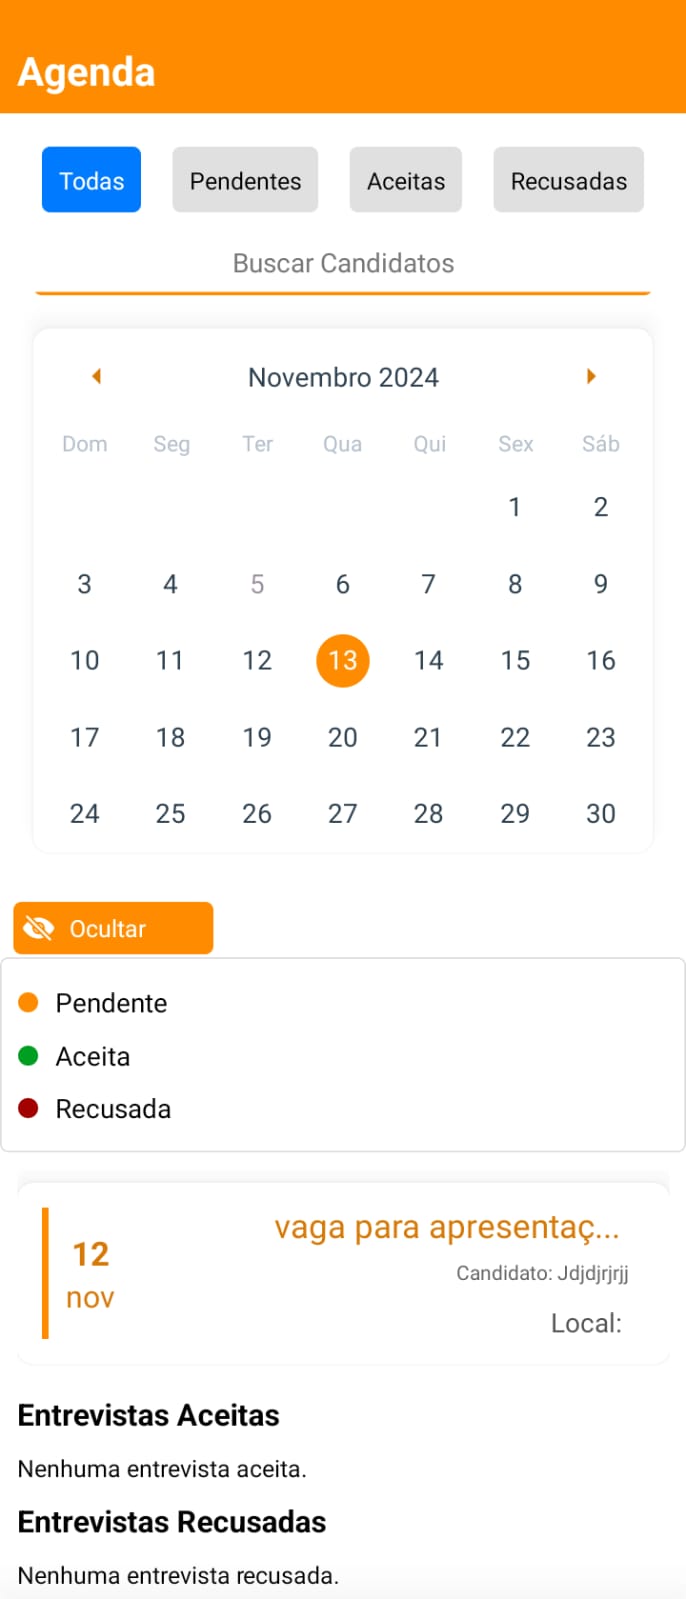 Agenda
Todas Pendentes Aceitas Recusadas
Buscar Candidatos
Novembro 2024
Dom Seg Ter Qua Qui Sex Sáb
1 2
3 4 5 6 7 8 9
10 11 12 13 14 15 16
17 18 19 20 21 22 23
24 25 26 27 28 29 30
Ocultar
Pendente
Aceita
Recusada
12
nov
vaga para apresentaç...
Candidato: Jdjdjrjrjj
Local:
Entrevistas Aceitas
Nenhuma entrevista aceita.
Entrevistas Recusadas
Nenhuma entrevista recusada.